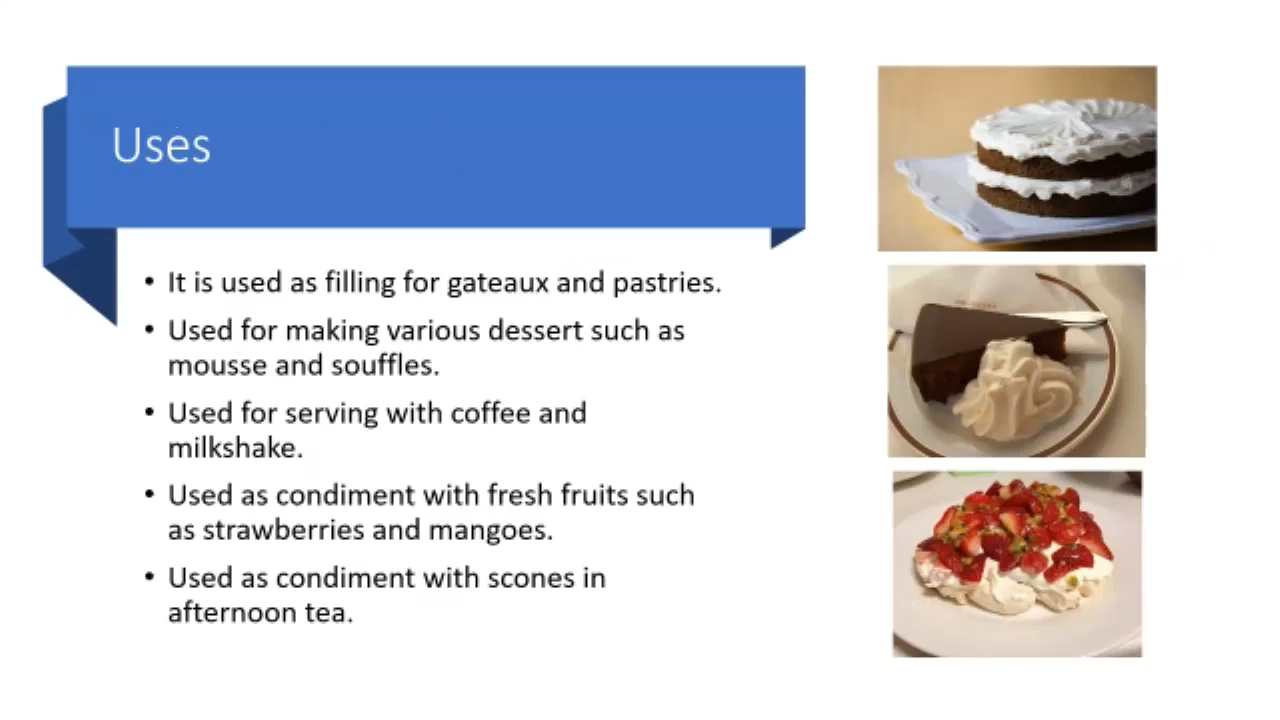 Uses
• It is used as filling for gateaux and pastries.
• Used for making various dessert such as
mousse and souffles.
• Used for serving with coffee and
milkshake.
• Used as condiment with fresh fruits such
as strawberries and mangoes.
• Used as condiment with scones in
afternoon tea.